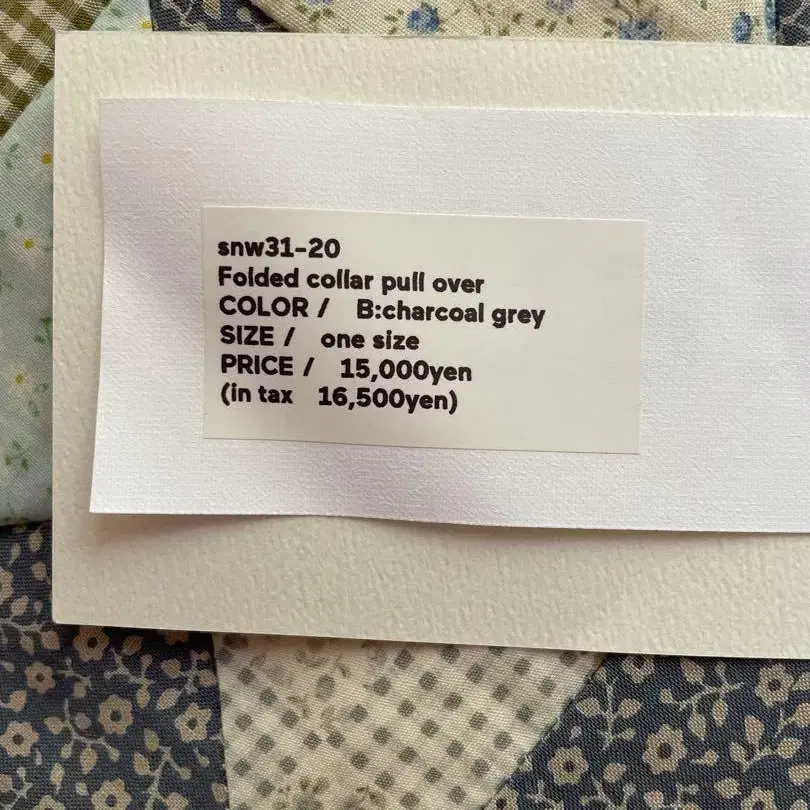 snw31-20
Folded collar pull over
COLOR / B:charcoal grey
SIZE / one size
PRICE / 15,000yen
(in tax 16,500yen)